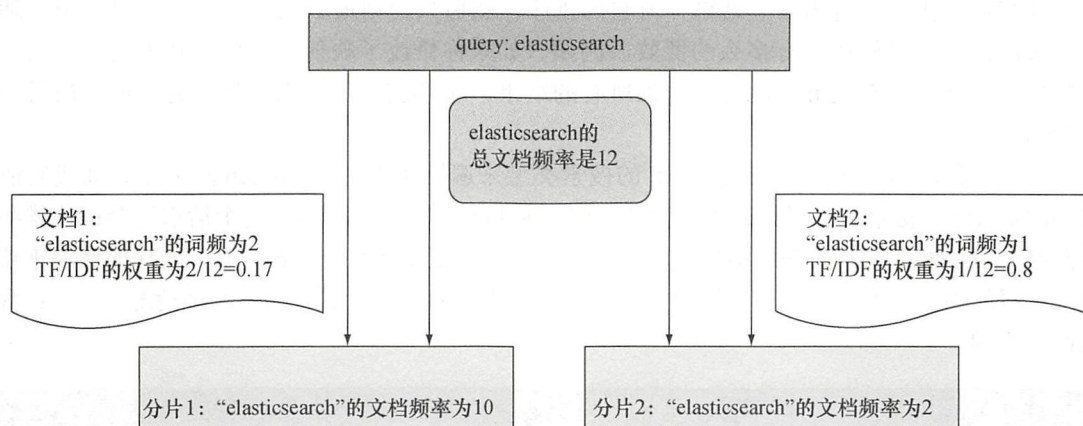 query: elasticsearch
elasticsearch的
总文档频率是12
文档1：
“elasticsearch”的词频为2
TF/IDF的权重为2/12=0.17
文档2：
“elasticsearch”的词频为1
TF/IDF的权重为1/12=0.8
分片1：“elasticsearch”的文档频率为10
分片2：“elasticsearch”的文档频率为2